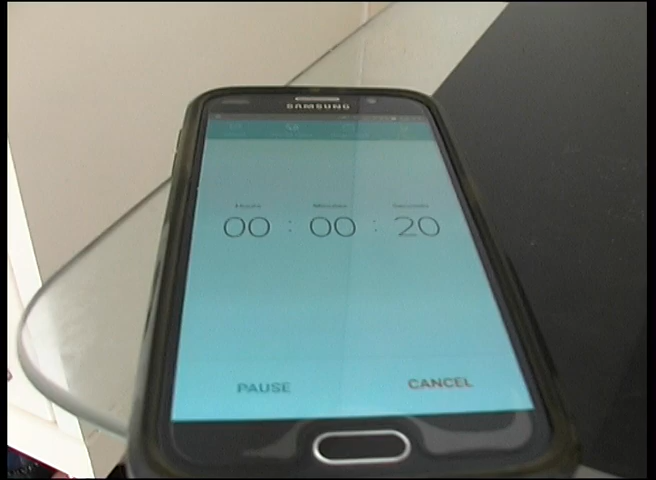 SAMSUNG
Hours Minutes Seconds
00 : 00 : 20
PAUSE CANCEL